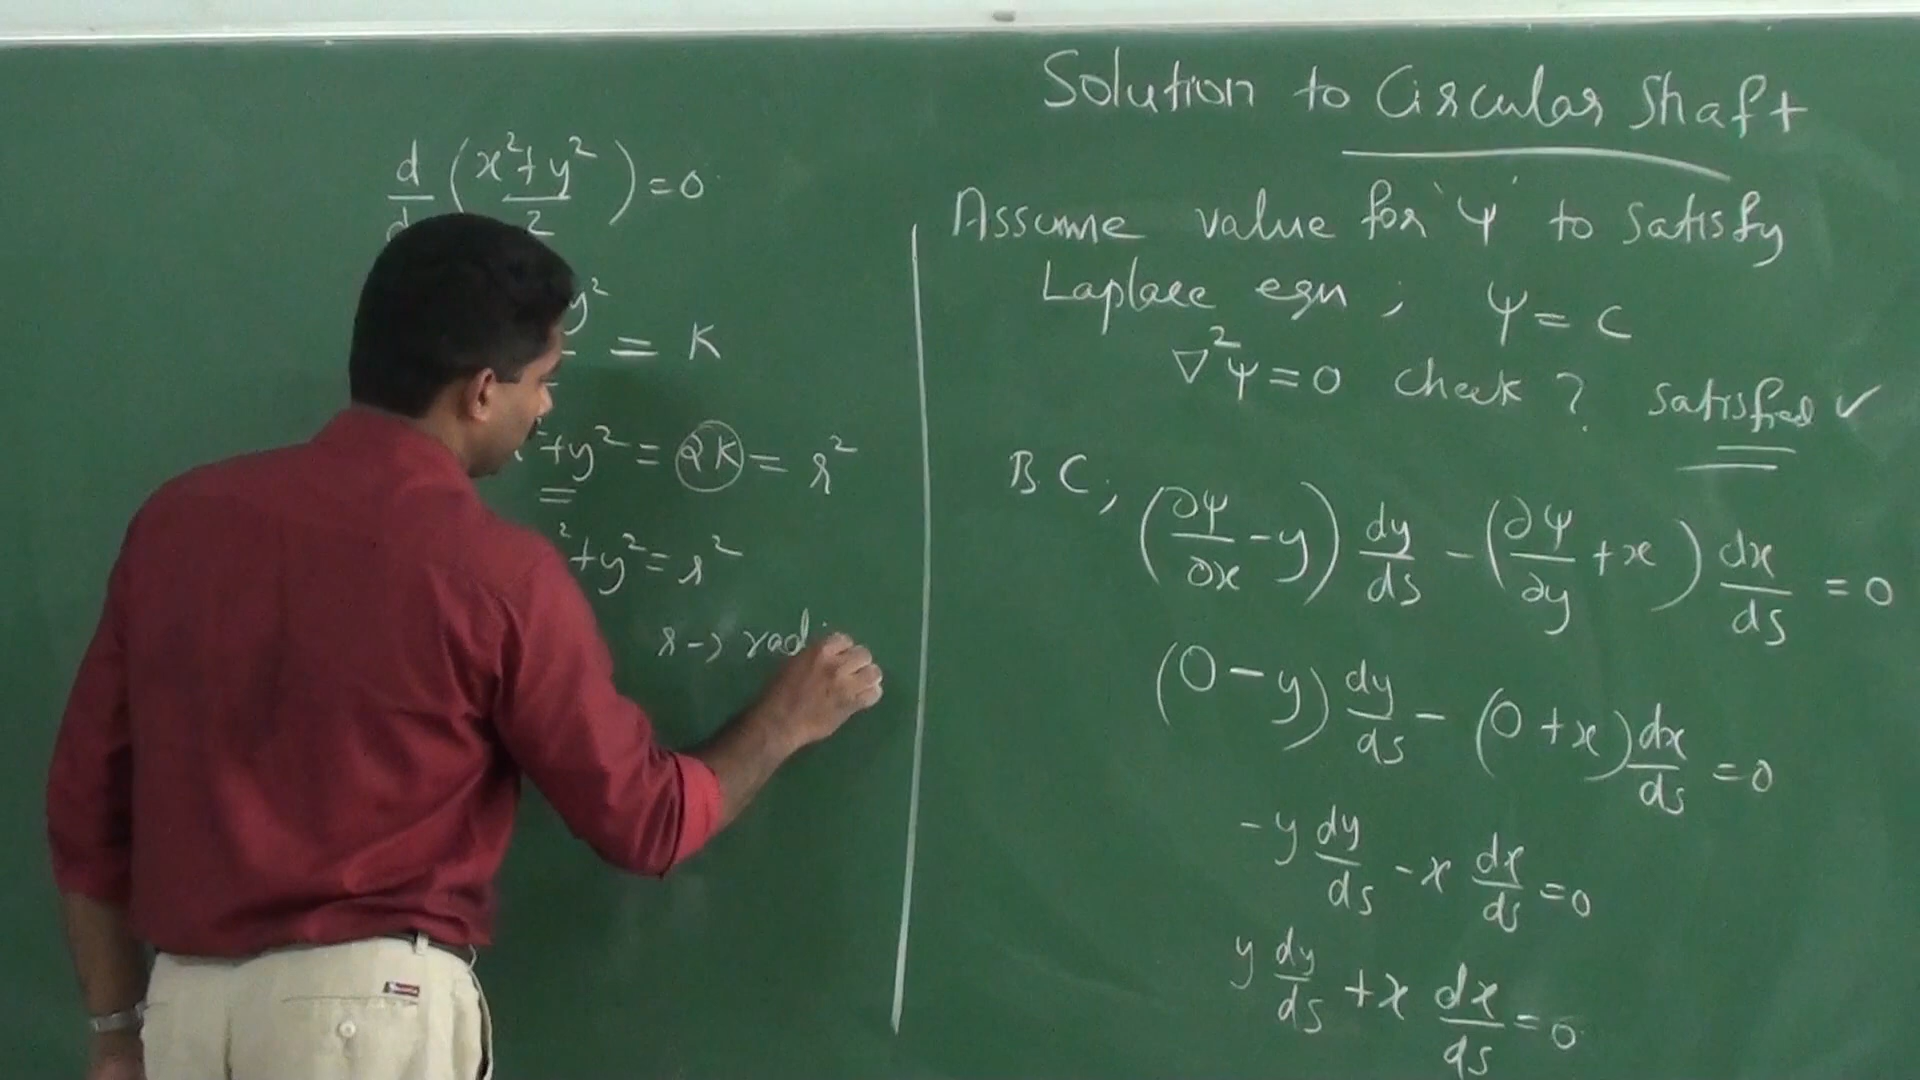 Solution to Circular Shaft
Assume value for 'ψ' to satisfy
Laplace eqn ; ψ = c
∇²ψ = 0 check ? satisfied ✓
B.C; (∂ψ/∂x - y) dy/ds - (∂ψ/∂y + x) dx/ds = 0
(0 - y) dy/ds - (0 + x) dx/ds = 0
-y dy/ds - x dx/ds = 0
y dy/ds + x dx/ds = 0
d (x² + y² / 2) = 0
y² = K
+ y² = 2K = r²
² + y² = r²
r → radi